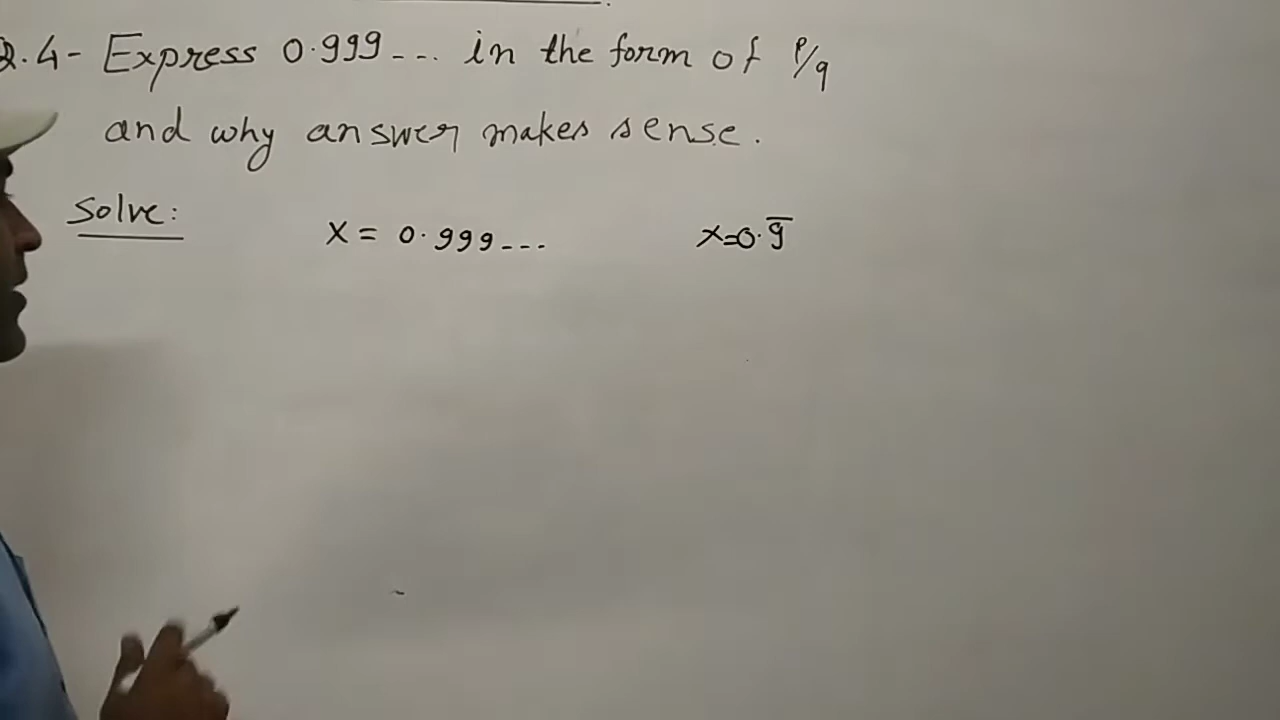 Q.4- Express 0.999--- in the form of p/q
and why answer makes sense.
Solve:
x = 0.999---
x=0.9̅